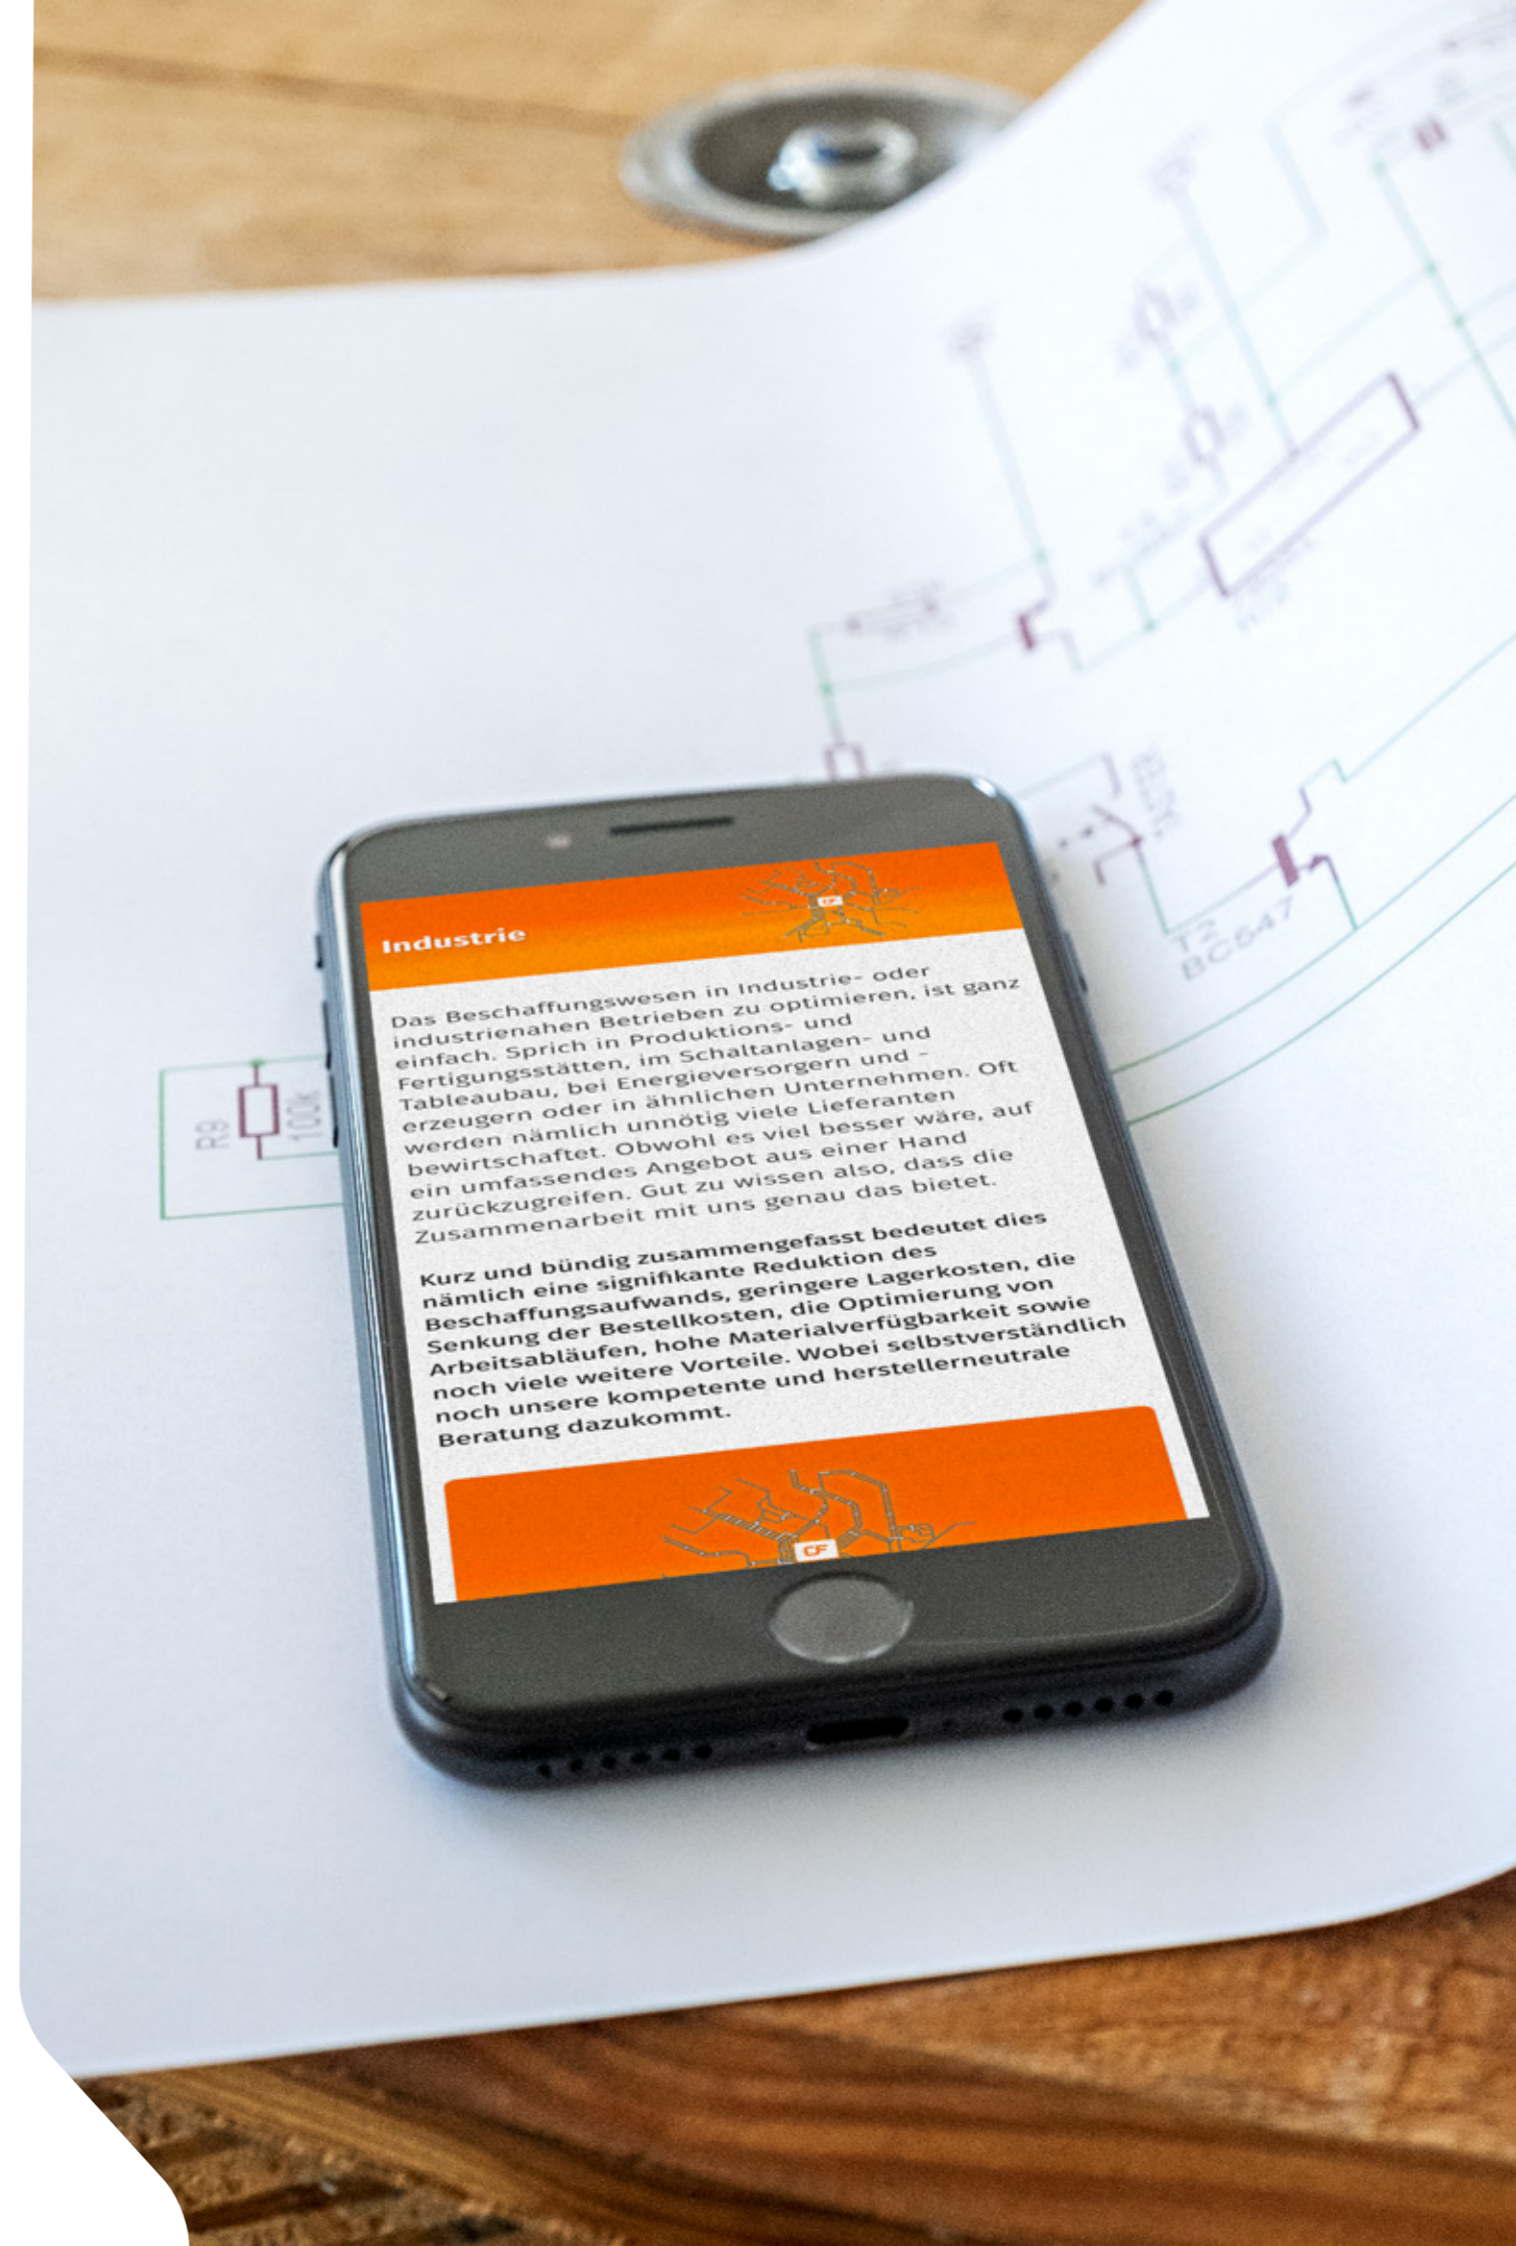 Industrie
CF
Das Beschaffungswesen in Industrie- oder
industrienahen Betrieben zu optimieren, ist ganz
einfach. Sprich in Produktions- und
Fertigungsstätten, im Schaltanlagen- und
Tableaubau, bei Energieversorgern und -
erzeugern oder in ähnlichen Unternehmen. Oft
werden nämlich unnötig viele Lieferanten
bewirtschaftet. Obwohl es viel besser wäre, auf
ein umfassendes Angebot aus einer Hand
zurückzugreifen. Gut zu wissen also, dass die
Zusammenarbeit mit uns genau das bietet.
Kurz und bündig zusammengefasst bedeutet dies
nämlich eine signifikante Reduktion des
Beschaffungsaufwands, geringere Lagerkosten, die
Senkung der Bestellkosten, die Optimierung von
Arbeitsabläufen, hohe Materialverfügbarkeit sowie
noch viele weitere Vorteile. Wobei selbstverständlich
noch unsere kompetente und herstellerneutrale
Beratung dazukommt.
CF
R9
100k
T2
BC547